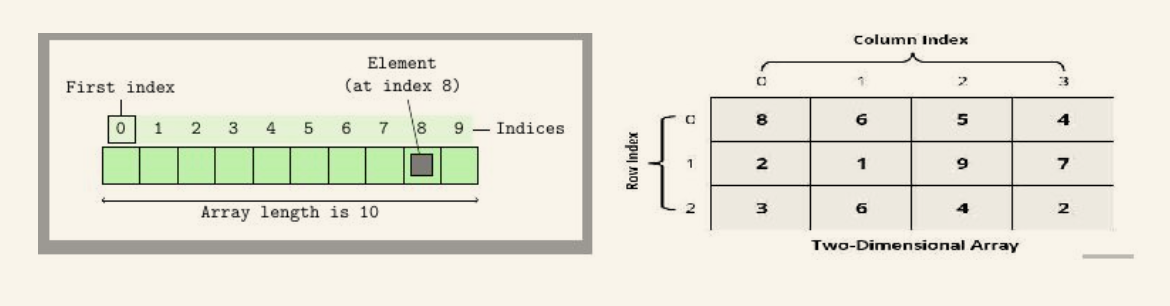 Element
(at index 8)
First index
0 1 2 3 4 5 6 7 8 9 Indices
Array length is 10
Column Index
0 1 2 3
Row Index
0 8 6 5 4
1 2 1 9 7
2 3 6 4 2
Two-Dimensional Array